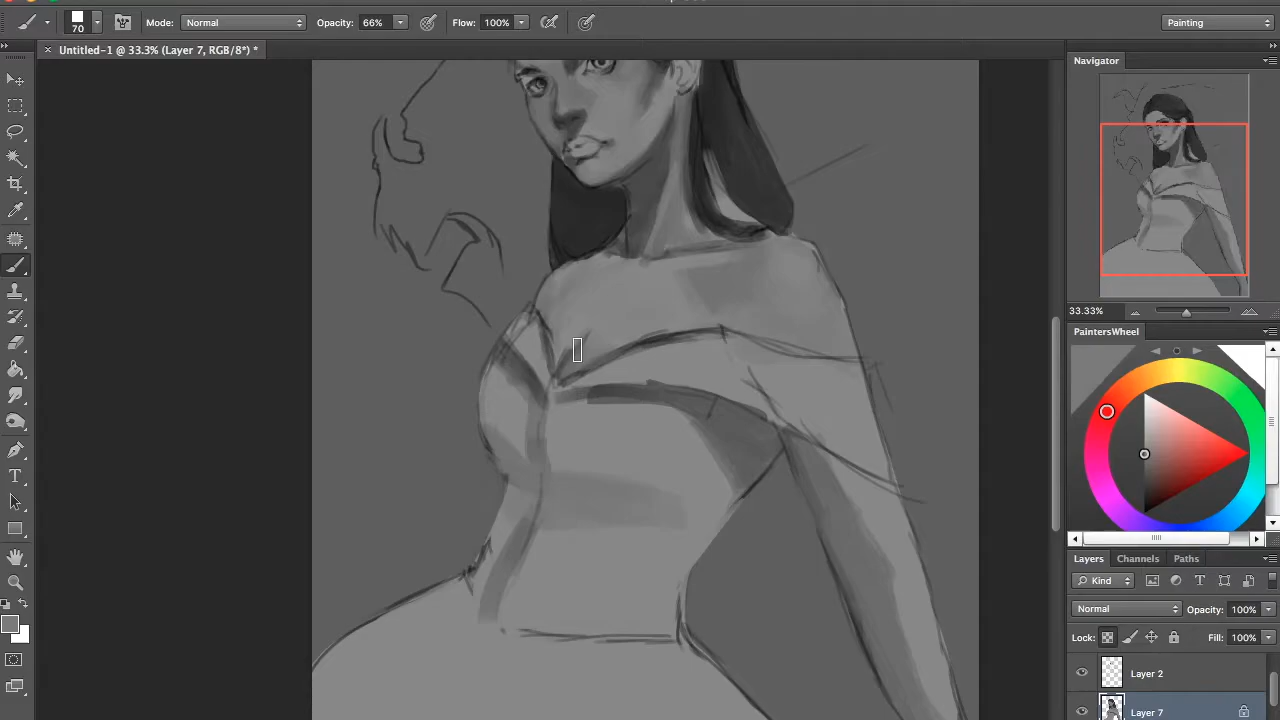 Mode: Normal Opacity: 66% Flow: 100% Painting
70
× Untitled-1 @ 33.3% (Layer 7, RGB/8*) *
Navigator
33.33%
PaintersWheel
Layers Channels Paths
Kind
Normal Opacity: 100%
Lock: Fill: 100%
Layer 2
Layer 7